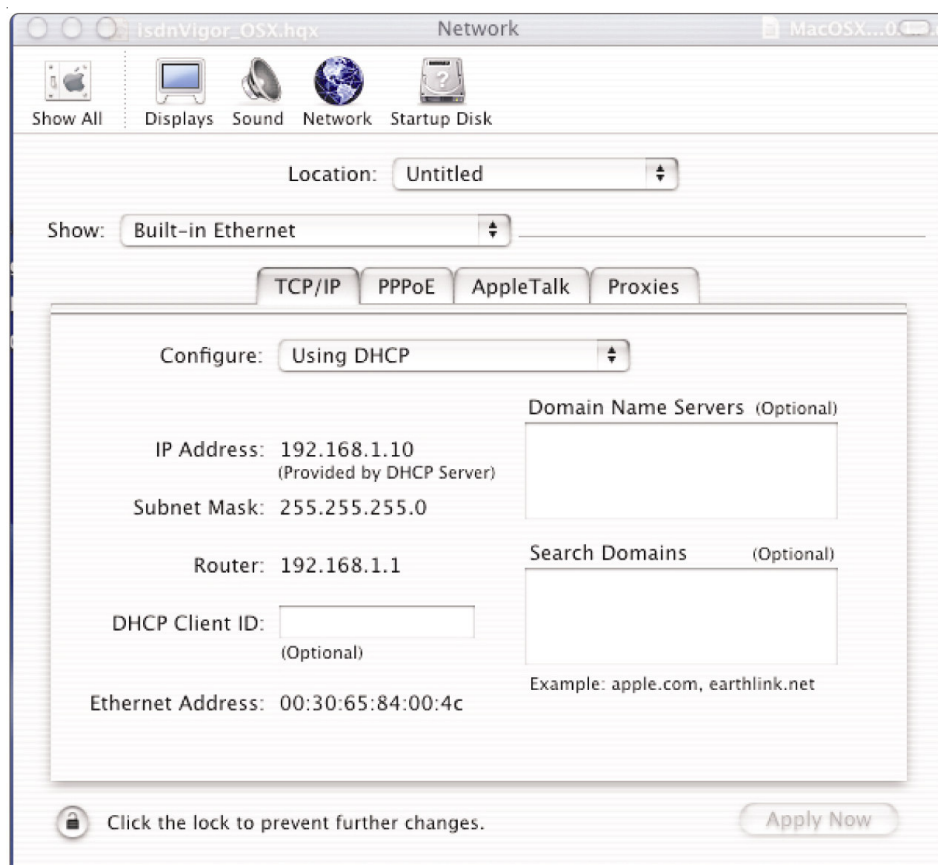 IsdnVigor_OSX.hqx
Network
MacOSX...0.
Show All
Displays
Sound
Network
Startup Disk
Location:
Untitled
Show:
Built-in Ethernet
TCP/IP
PPPoE
AppleTalk
Proxies
Configure:
Using DHCP
Domain Name Servers (Optional)
IP Address: 192.168.1.10
(Provided by DHCP Server)
Subnet Mask: 255.255.255.0
Search Domains (Optional)
Router: 192.168.1.1
DHCP Client ID:
(Optional)
Example: apple.com, earthlink.net
Ethernet Address: 00:30:65:84:00:4c
Click the lock to prevent further changes.
Apply Now